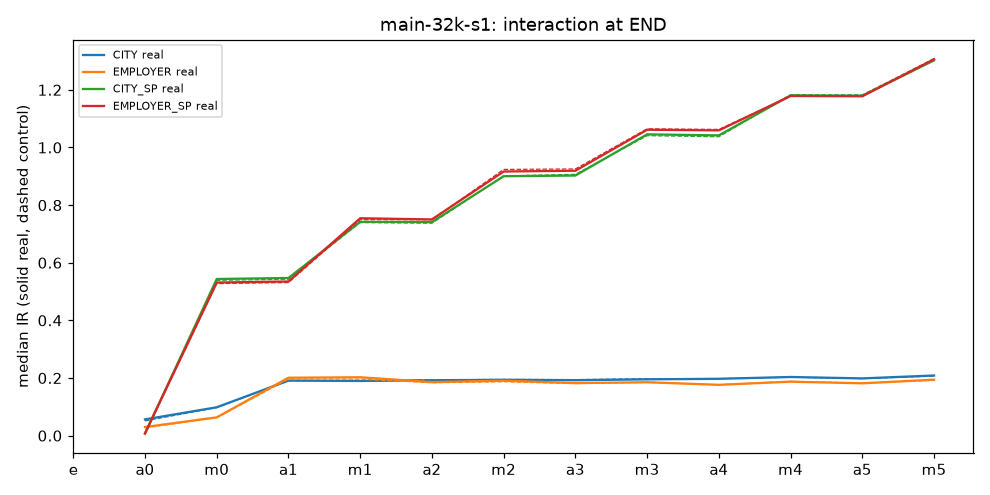 main-32k-s1: interaction at END
median IR (solid real, dashed control)
CITY real
EMPLOYER real
CITY_SP real
EMPLOYER_SP real
1.2
1.0
0.8
0.6
0.4
0.2
0.0
e a0 m0 a1 m1 a2 m2 a3 m3 a4 m4 a5 m5